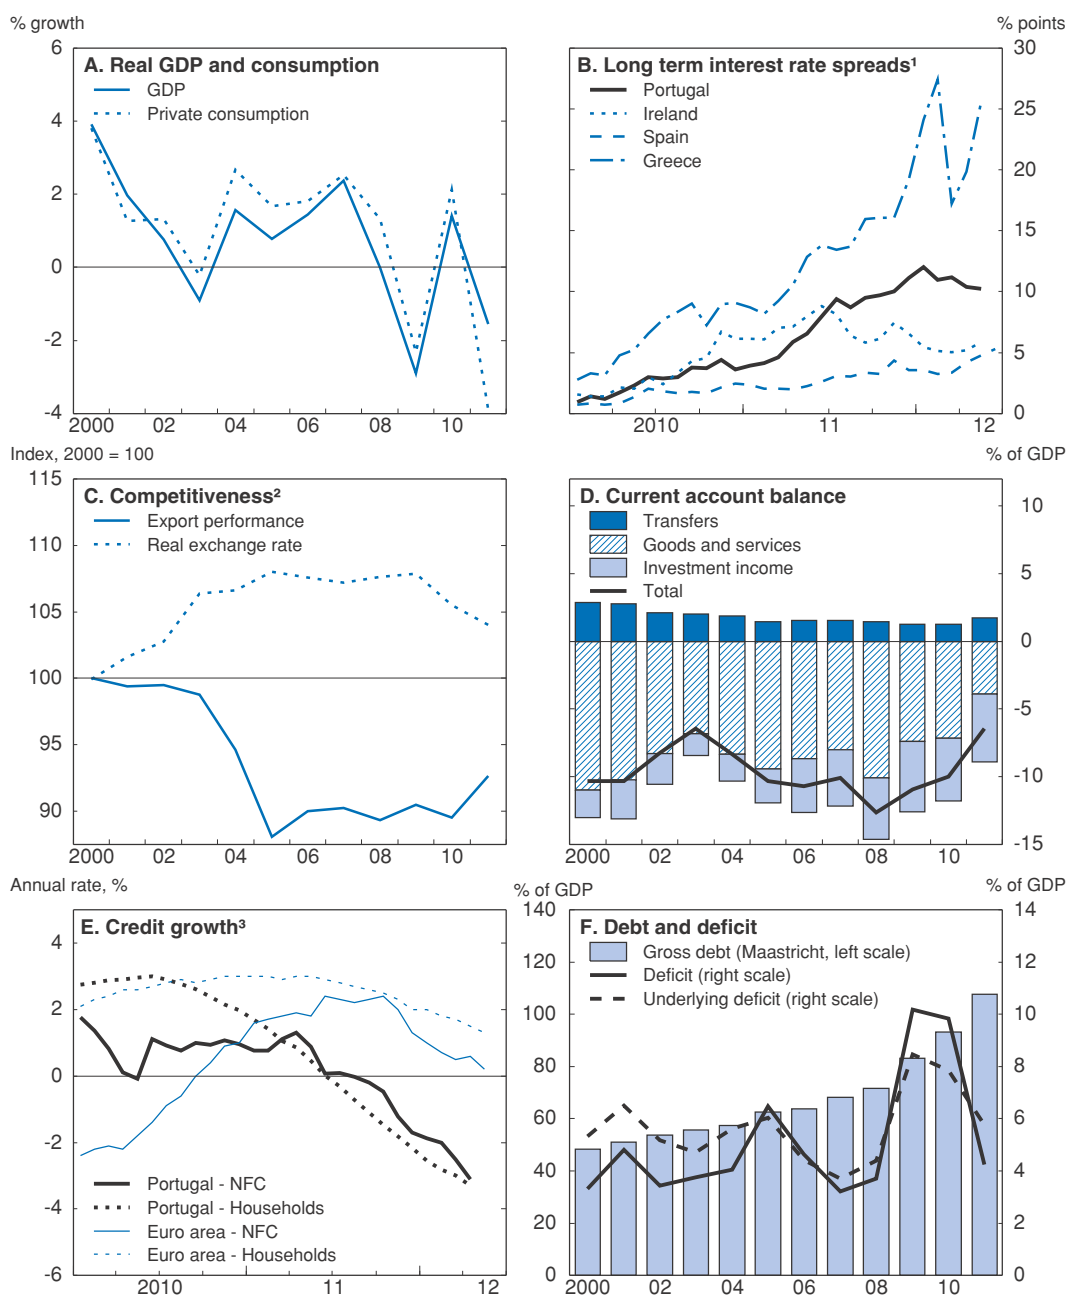 % growth
6
4
2
0
-2
-4
A. Real GDP and consumption
GDP
Private consumption
2000 02 04 06 08 10
% points
30
25
20
15
10
5
0
B. Long term interest rate spreads¹
Portugal
Ireland
Spain
Greece
2010 11 12
Index, 2000 = 100
115
110
105
100
95
90
C. Competitiveness²
Export performance
Real exchange rate
2000 02 04 06 08 10
% of GDP
10
5
0
-5
-10
-15
D. Current account balance
Transfers
Goods and services
Investment income
Total
2000 02 04 06 08 10
Annual rate, %
4
2
0
-2
-4
-6
E. Credit growth³
Portugal - NFC
Portugal - Households
Euro area - NFC
Euro area - Households
2010 11 12
% of GDP
140
120
100
80
60
40
20
0
% of GDP
14
12
10
8
6
4
2
0
F. Debt and deficit
Gross debt (Maastricht, left scale)
Deficit (right scale)
Underlying deficit (right scale)
2000 02 04 06 08 10